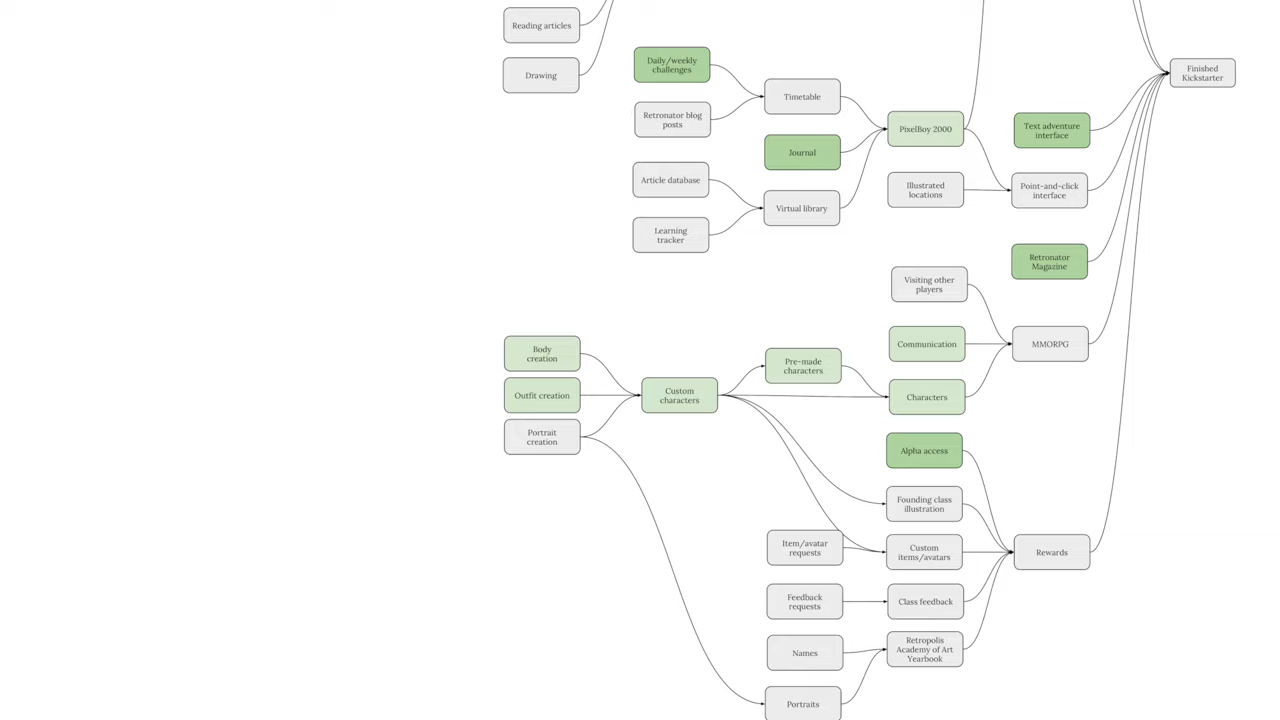 Reading articles
Drawing
Daily/weekly
challenges
Retronator blog
posts
Article database
Learning
tracker
Timetable
Journal
Virtual library
PixelBoy 2000
Illustrated
locations
Text adventure
interface
Point-and-click
interface
Retronator
Magazine
Finished
Kickstarter
Visiting other
players
Communication
Characters
MMORPG
Body
creation
Outfit creation
Portrait
creation
Custom
characters
Pre-made
characters
Alpha access
Founding class
illustration
Item/avatar
requests
Custom
items/avatars
Rewards
Feedback
requests
Class feedback
Names
Retropolis
Academy of Art
Yearbook
Portraits